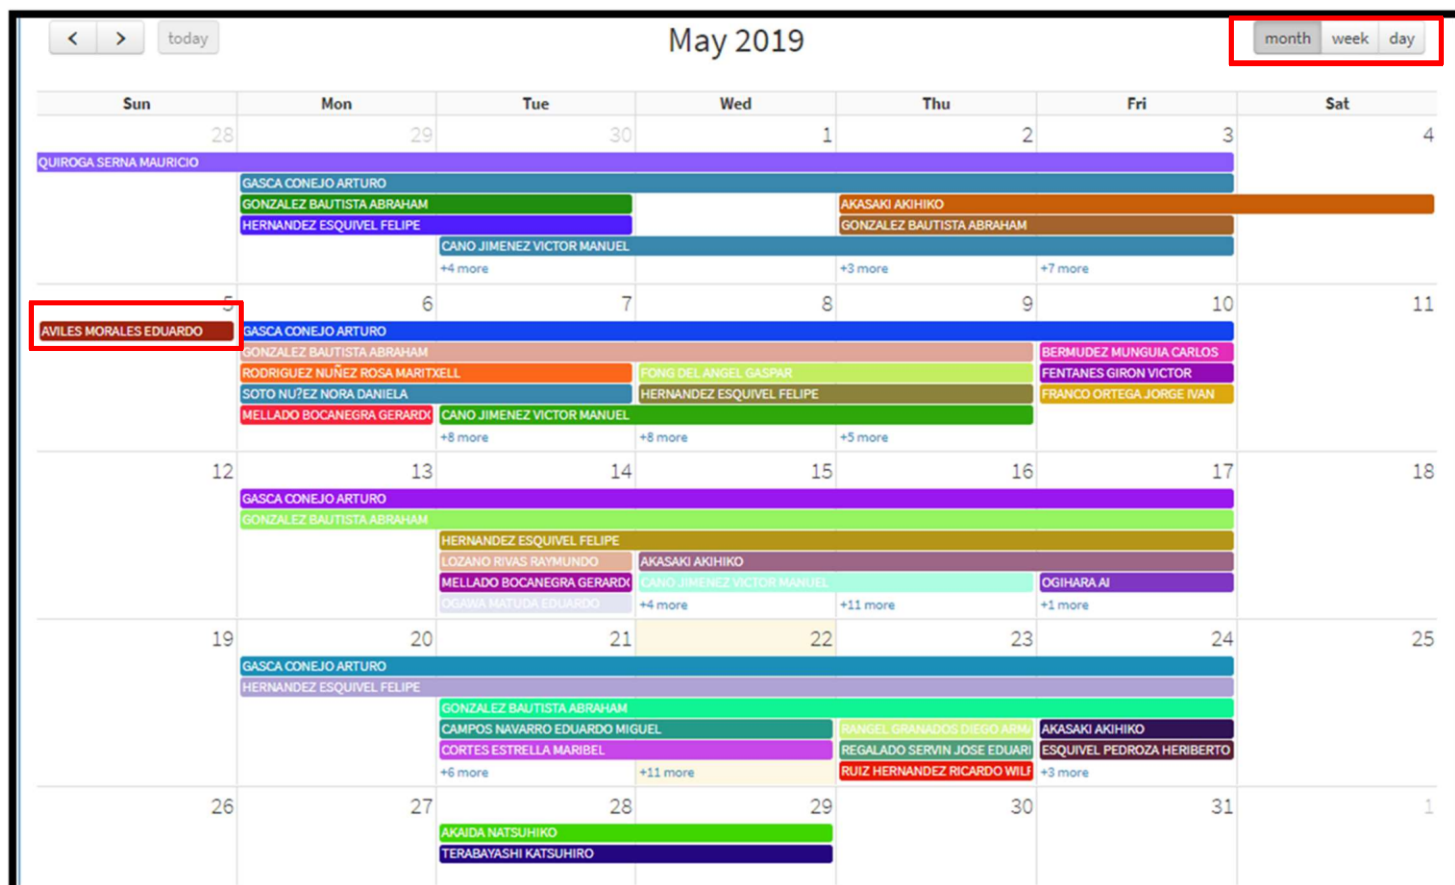 < > today May 2019 month week day
Sun Mon Tue Wed Thu Fri Sat
28 29 30 1 2 3 4
QUIROGA SERNA MAURICIO
GASCA CONEJO ARTURO
GONZALEZ BAUTISTA ABRAHAM AKASAKI AKIHIKO
HERNANDEZ ESQUIVEL FELIPE GONZALEZ BAUTISTA ABRAHAM
CANO JIMENEZ VICTOR MANUEL
+4 more +3 more +7 more
5 6 7 8 9 10 11
AVILES MORALES EDUARDO GASCA CONEJO ARTURO
GONZALEZ BAUTISTA ABRAHAM BERMUDEZ MUNGUIA CARLOS
RODRIGUEZ NUÑEZ ROSA MARITXELL FONG DEL ANGEL GASPAR FENTANES GIRON VICTOR
SOTO NU?EZ NORA DANIELA HERNANDEZ ESQUIVEL FELIPE FRANCO ORTEGA JORGE IVAN
MELLADO BOCANEGRA GERARDO CANO JIMENEZ VICTOR MANUEL
+8 more +8 more +5 more
12 13 14 15 16 17 18
GASCA CONEJO ARTURO
GONZALEZ BAUTISTA ABRAHAM
HERNANDEZ ESQUIVEL FELIPE
LOZANO RIVAS RAYMUNDO AKASAKI AKIHIKO
MELLADO BOCANEGRA GERARDO CANO JIMENEZ VICTOR MANUEL OGIHARA AI
OGAWA MATUDA EDUARDO +4 more +11 more +1 more
19 20 21 22 23 24 25
GASCA CONEJO ARTURO
HERNANDEZ ESQUIVEL FELIPE
GONZALEZ BAUTISTA ABRAHAM
CAMPOS NAVARRO EDUARDO MIGUEL RANGEL GRANADOS DIEGO ARMA AKASAKI AKIHIKO
CORTES ESTRELLA MARIBEL REGALADO SERVIN JOSE EDUARI ESQUIVEL PEDROZA HERIBERTO
+6 more +11 more RUIZ HERNANDEZ RICARDO WILF +3 more
26 27 28 29 30 31 1
AKAIDA NATSUHIKO
TERABAYASHI KATSUHIRO